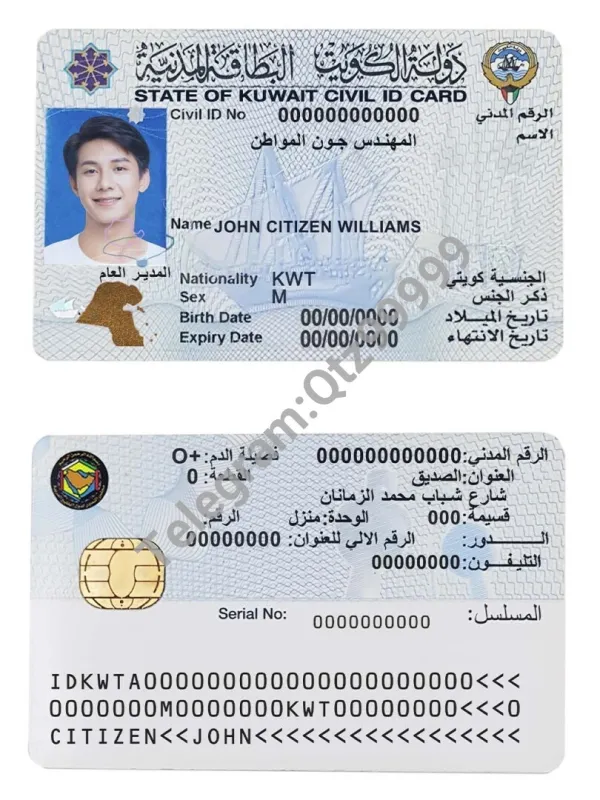 دولة الكويت البطاقة المدنية
STATE OF KUWAIT CIVIL ID CARD
Civil ID No 000000000000 الرقم المدني
الاسم
المهندس جون المواطن
Name JOHN CITIZEN WILLIAMS
المدير العام
Nationality KWT الجنسية كويتي
Sex M ذكر الجنس
Birth Date 00/00/0000 تاريخ الميلاد
Expiry Date 00/00/0000 تاريخ الانتهاء
Telegram:Qtz99999
الرقم المدني:000000000000 فصيلة الدم:+O
العنوان:الصديق القطعة:0
شارع شباب محمد الزمانان
قسيمة:000 الوحدة:منزل الرقم:
الـدور: الرقم الالي للعنوان:00000000
التليفون:00000000
Serial No: 0000000000 المسلسل:
IDKWTA0000000000000000000000<<<
0000000M0000000KWT00000000<<<0
CITIZEN<<JOHN<<<<<<<<<<<<<<<<<